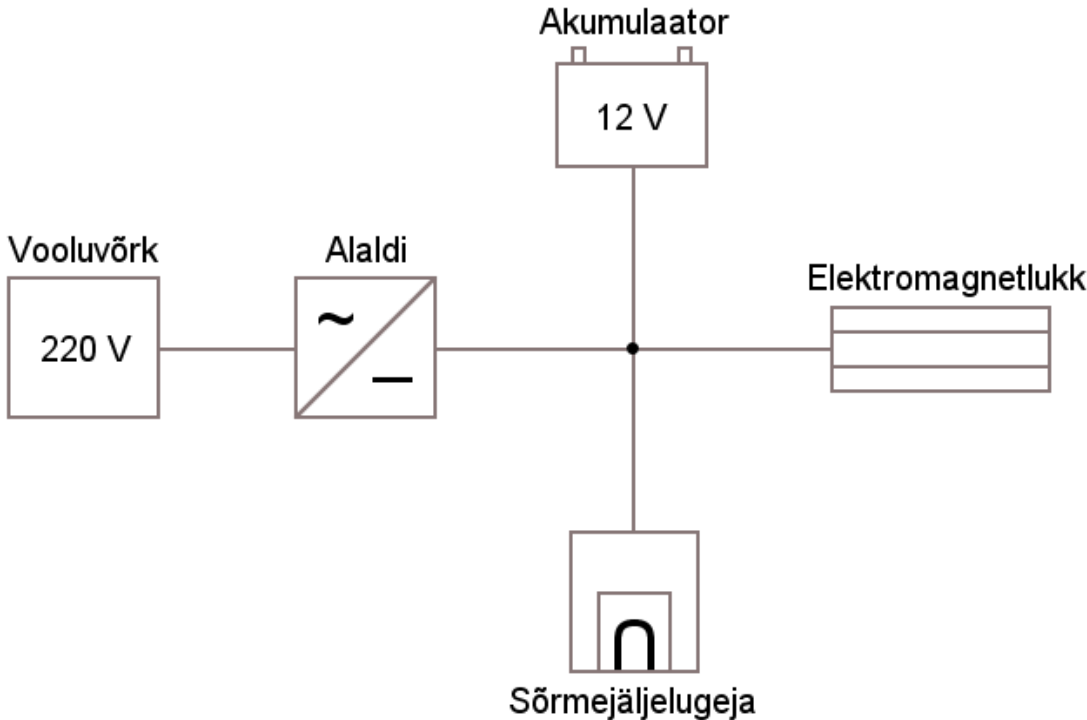 Akumulaator
12 V
Vooluvõrk
Alaldi
Elektromagnetlukk
220 V
~
–
Sõrmejäljelugeja